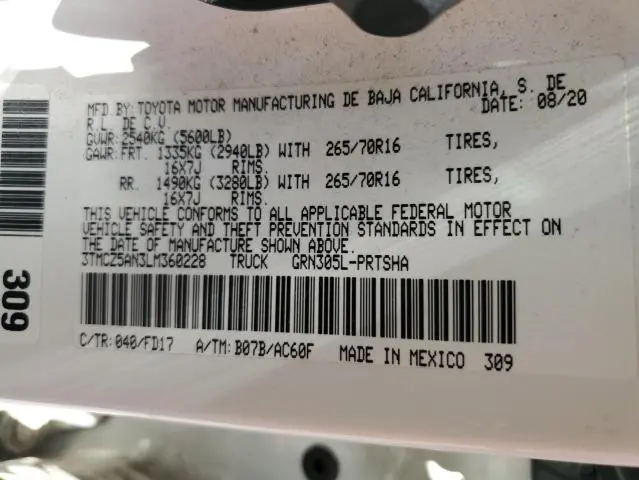 MFD BY: TOYOTA MOTOR MANUFACTURING DE BAJA CALIFORNIA, S. DE
R.L. DE C.V. DATE: 08/20
GVWR 2540KG (5600LB)
GAWR: FRT. 1335KG (2940LB) WITH 265/70R16 TIRES,
16X7J RIMS.
RR. 1490KG (3280LB) WITH 265/70R16 TIRES,
16X7J RIMS.
THIS VEHICLE CONFORMS TO ALL APPLICABLE FEDERAL MOTOR
VEHICLE SAFETY AND THEFT PREVENTION STANDARDS IN EFFECT ON
THE DATE OF MANUFACTURE SHOWN ABOVE.
3TMCZ5AN3LM360228 TRUCK GRN305L-PRTSHA
C/TR:040/FD17 A/TM:B07B/AC60F MADE IN MEXICO 309
309